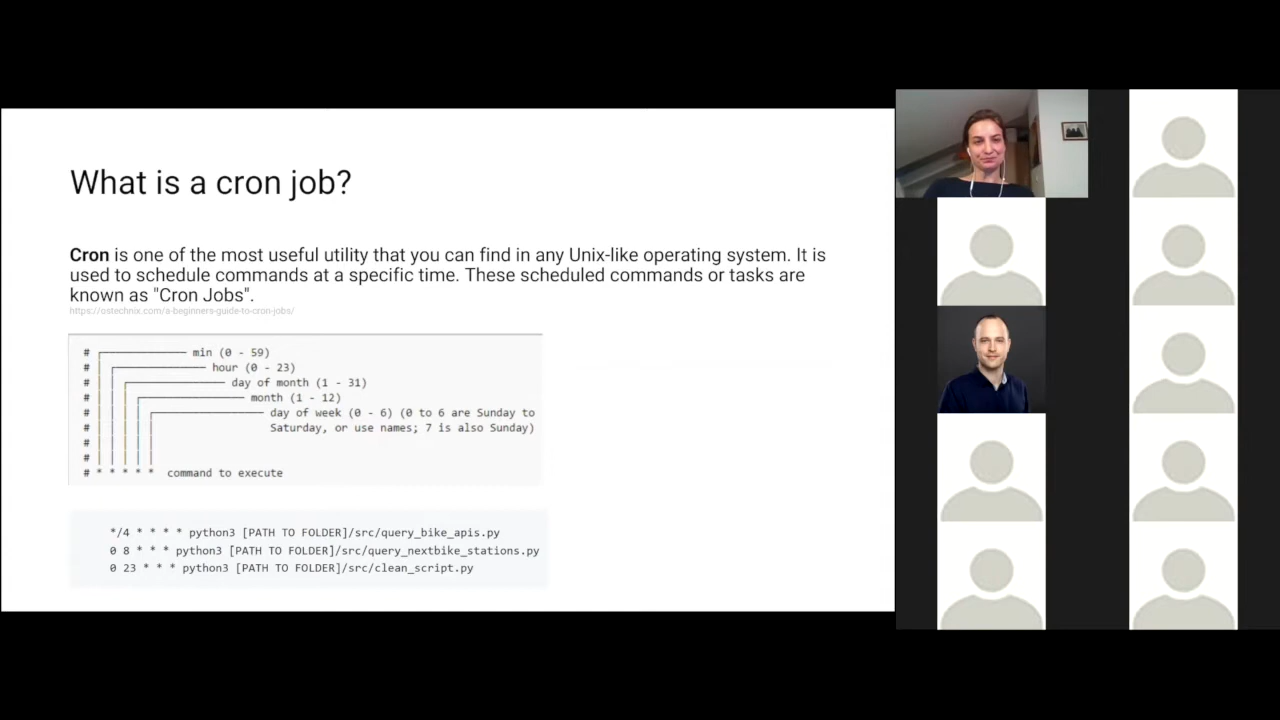 What is a cron job?
Cron is one of the most useful utility that you can find in any Unix-like operating system. It is
used to schedule commands at a specific time. These scheduled commands or tasks are
known as "Cron Jobs".
https://ostechnix.com/a-beginners-guide-to-cron-jobs/
# min (0 - 59)
# hour (0 - 23)
# day of month (1 - 31)
# month (1 - 12)
# day of week (0 - 6) (0 to 6 are Sunday to
# Saturday, or use names; 7 is also Sunday)
#
#
# * * * * * command to execute
*/4 * * * * python3 [PATH TO FOLDER]/src/query_bike_apis.py
0 8 * * * python3 [PATH TO FOLDER]/src/query_nextbike_stations.py
0 23 * * * python3 [PATH TO FOLDER]/src/clean_script.py